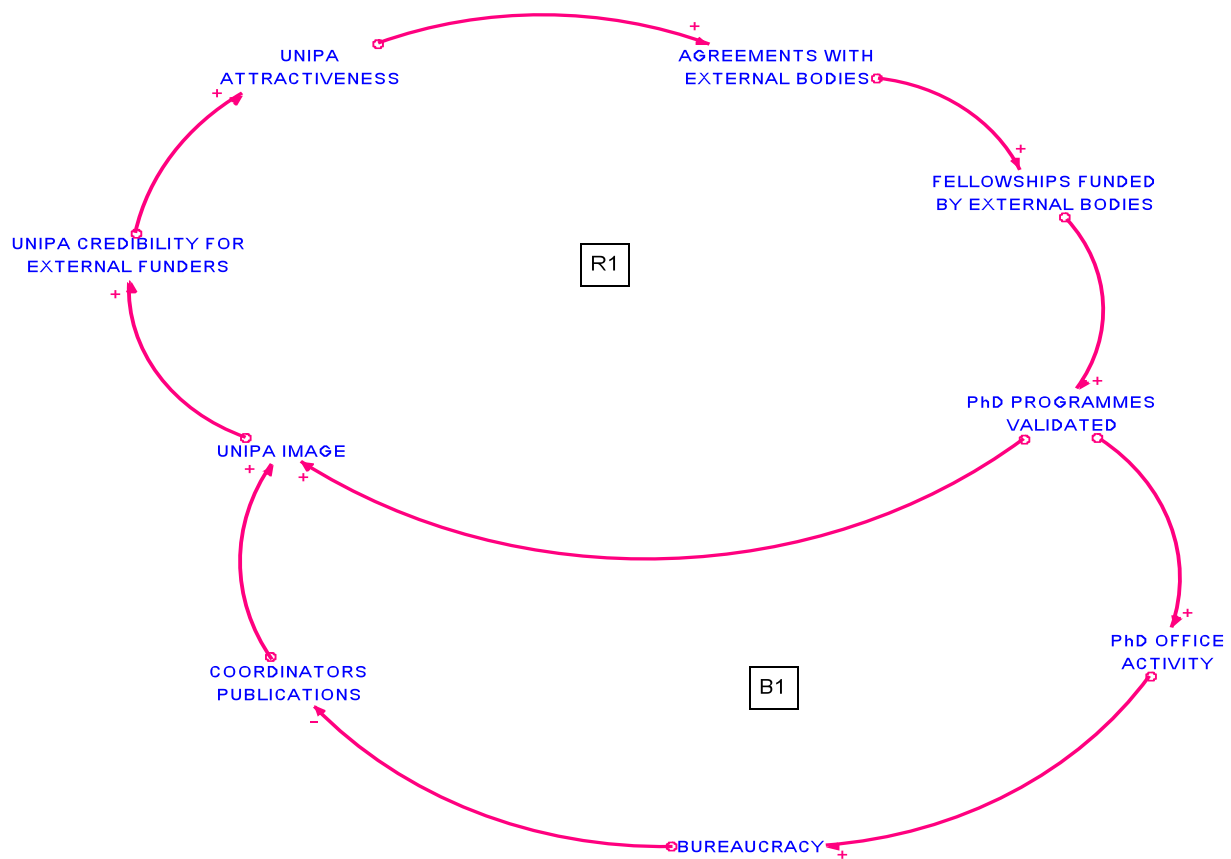 UNIPA
ATTRACTIVENESS
+
AGREEMENTS WITH
EXTERNAL BODIES
+
+
FELLOWSHIPS FUNDED
BY EXTERNAL BODIES
UNIPA CREDIBILITY FOR
EXTERNAL FUNDERS
R1
+
+
PhD PROGRAMMES
VALIDATED
UNIPA IMAGE
+
+
+
PhD OFFICE
ACTIVITY
COORDINATORS
PUBLICATIONS
B1
-
BUREAUCRACY
+